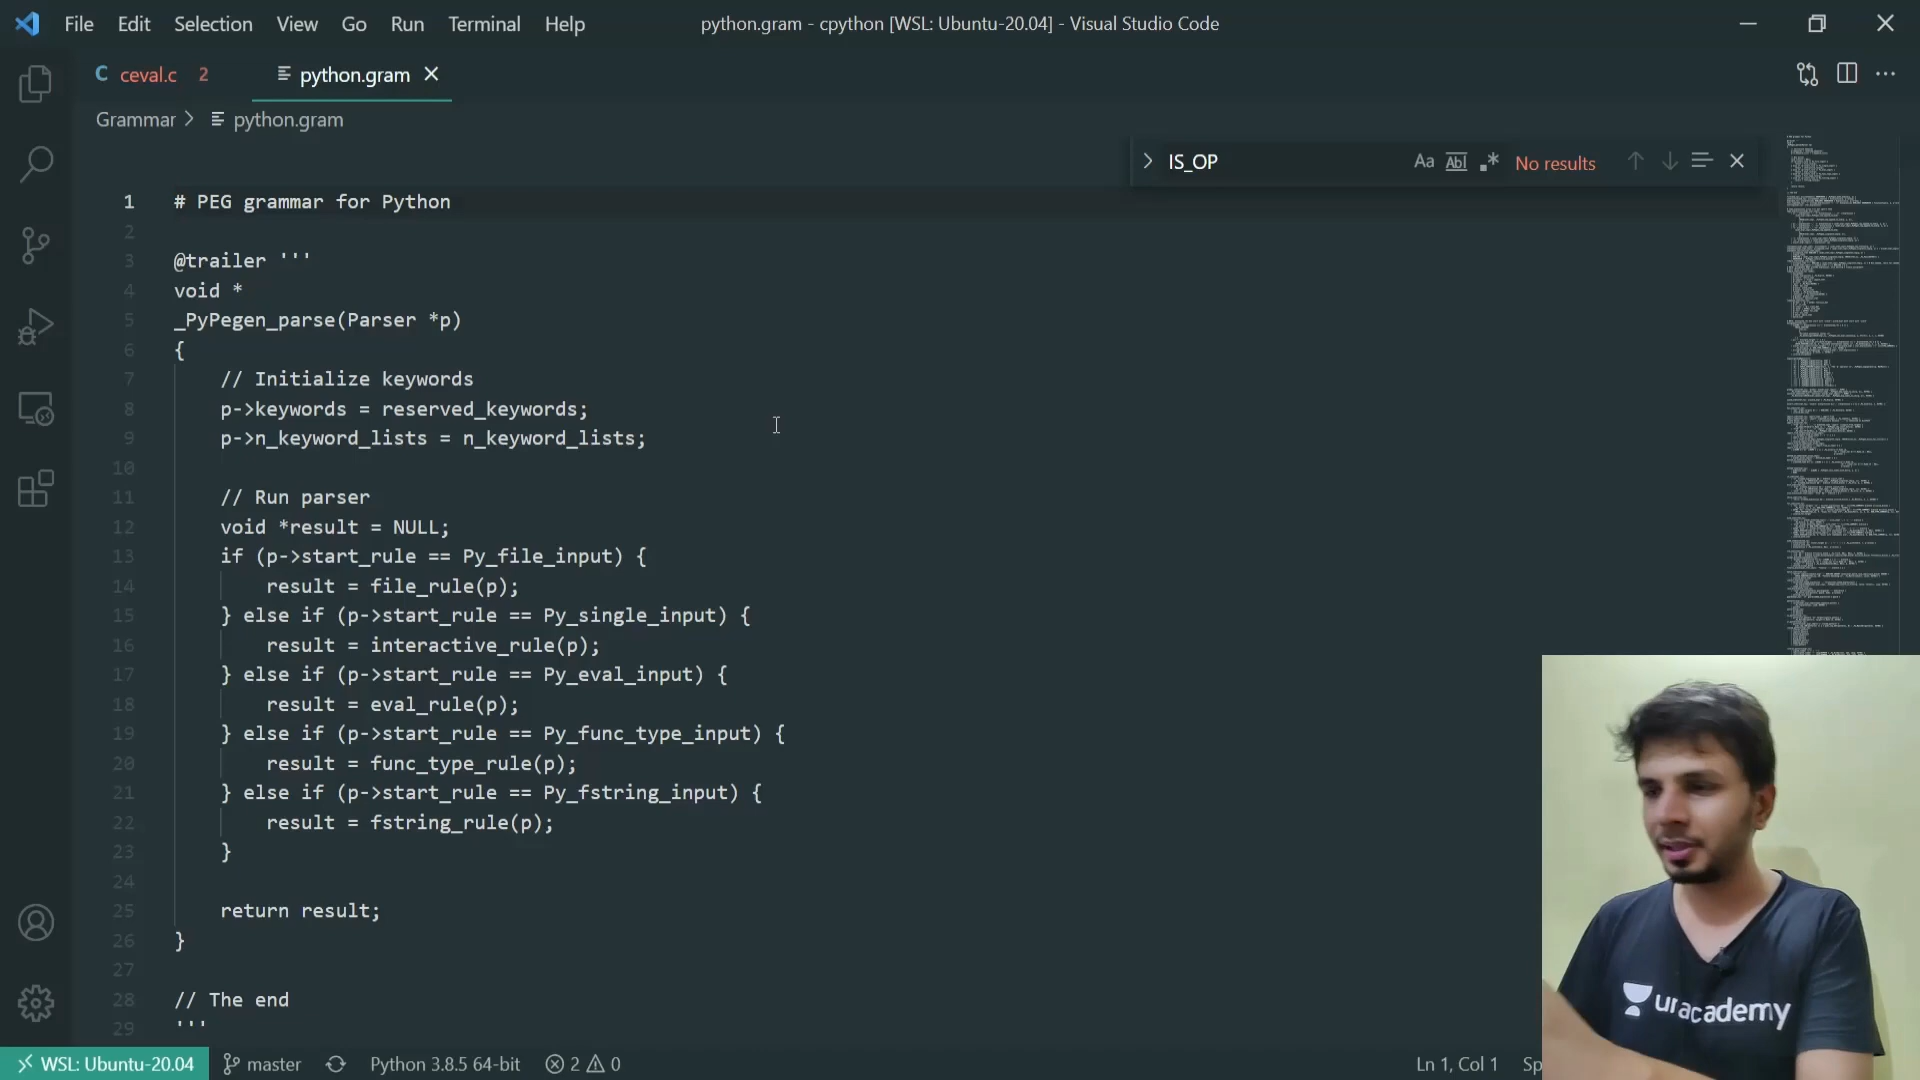 File Edit Selection View Go Run Terminal Help
python.gram - cpython [WSL: Ubuntu-20.04] - Visual Studio Code
C ceval.c 2
python.gram
Grammar > python.gram
IS_OP
Aa Abl .*
No results
1 # PEG grammar for Python
2
3 @trailer '''
4 void *
5 _PyPegen_parse(Parser *p)
6 {
7 // Initialize keywords
8 p->keywords = reserved_keywords;
9 p->n_keyword_lists = n_keyword_lists;
10
11 // Run parser
12 void *result = NULL;
13 if (p->start_rule == Py_file_input) {
14 result = file_rule(p);
15 } else if (p->start_rule == Py_single_input) {
16 result = interactive_rule(p);
17 } else if (p->start_rule == Py_eval_input) {
18 result = eval_rule(p);
19 } else if (p->start_rule == Py_func_type_input) {
20 result = func_type_rule(p);
21 } else if (p->start_rule == Py_fstring_input) {
22 result = fstring_rule(p);
23 }
24
25 return result;
26 }
27
28 // The end
29 '''
WSL: Ubuntu-20.04 master Python 3.8.5 64-bit 2 0
Ln 1, Col 1 Sp
uracademy